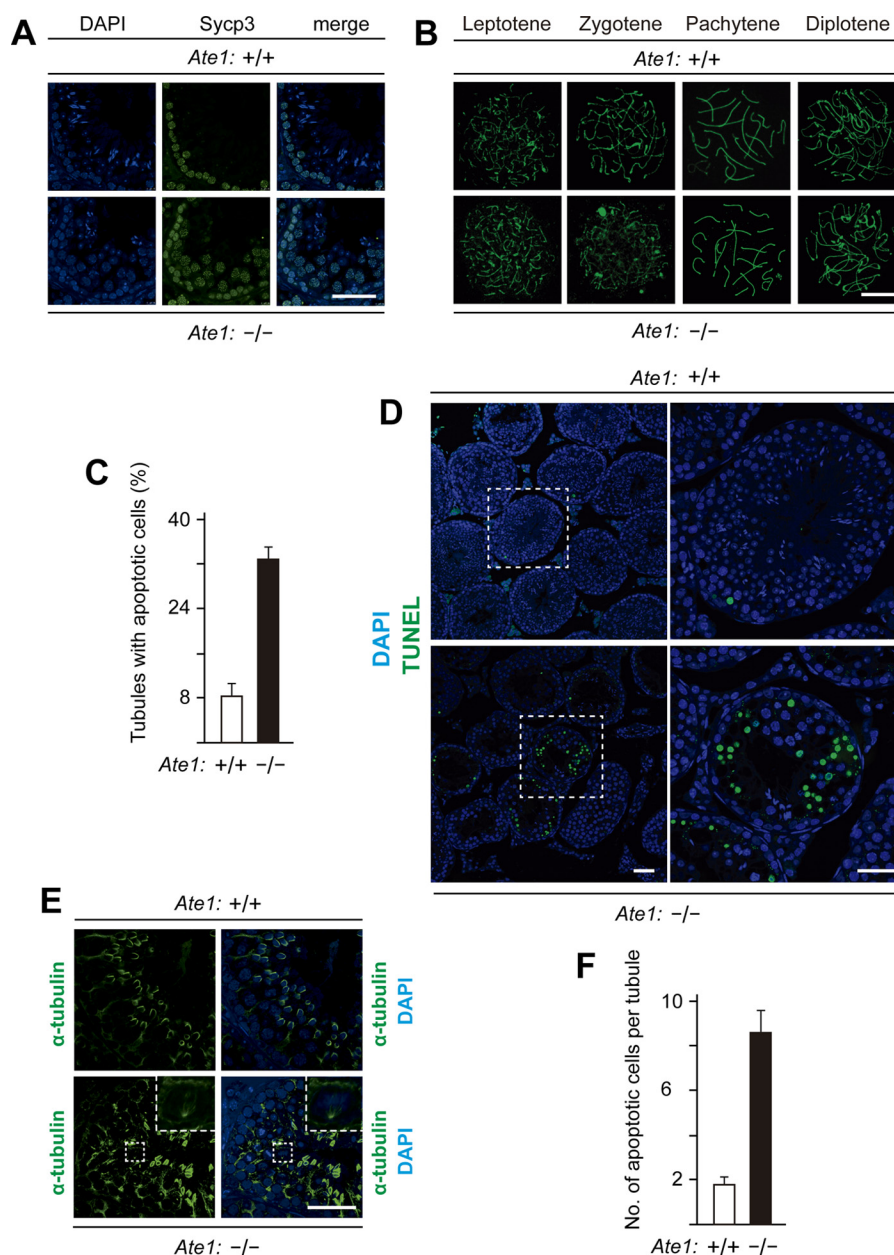 A
DAPI Sycp3 merge
Ate1: +/+
Ate1: −/−
B
Leptotene Zygotene Pachytene Diplotene
Ate1: +/+
Ate1: −/−
C
Tubules with apoptotic cells (%)
40
24
8
Ate1: +/+ −/−
D
Ate1: +/+
DAPI
TUNEL
Ate1: −/−
E
Ate1: +/+
α-tubulin
α-tubulin
DAPI
α-tubulin
α-tubulin
DAPI
Ate1: −/−
F
No. of apoptotic cells per tubule
10
6
2
Ate1: +/+ −/−